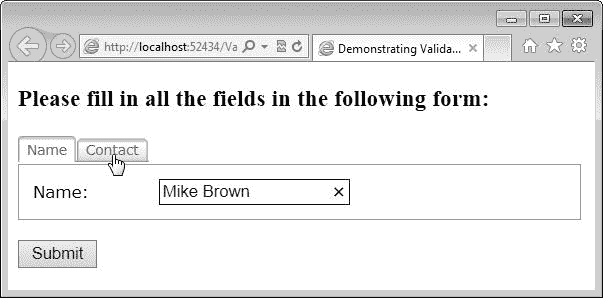 http://localhost:52434/Va
Demonstrating Valida...
Please fill in all the fields in the following form:
Name Contact
Name: Mike Brown
Submit